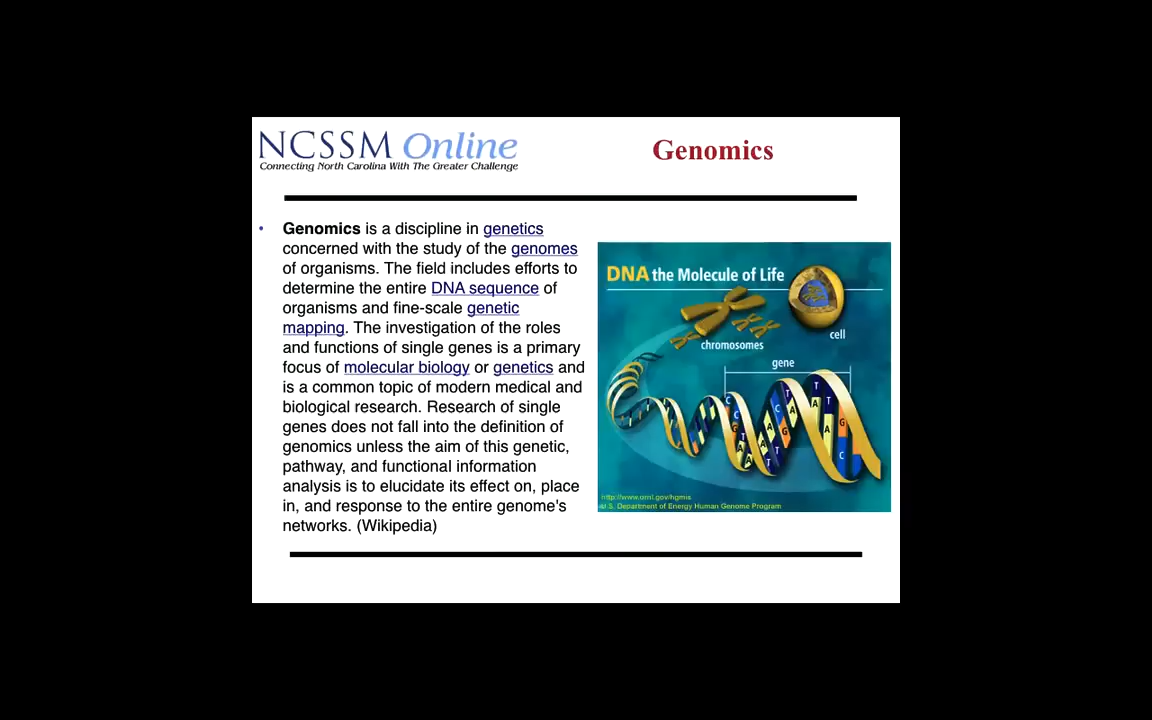 NCSSM Online
Connecting North Carolina With The Greater Challenge
Genomics
• Genomics is a discipline in genetics
concerned with the study of the genomes
of organisms. The field includes efforts to
determine the entire DNA sequence of
organisms and fine-scale genetic
mapping. The investigation of the roles
and functions of single genes is a primary
focus of molecular biology or genetics and
is a common topic of modern medical and
biological research. Research of single
genes does not fall into the definition of
genomics unless the aim of this genetic,
pathway, and functional information
analysis is to elucidate its effect on, place
in, and response to the entire genome's
networks. (Wikipedia)
DNA the Molecule of Life
cell
chromosomes
gene
C
C
G
T
A
A
A
T
C
T
G
A
T
A
T
T
A
A
G
C
http://www.ornl.gov/hgmis
U.S. Department of Energy Human Genome Program